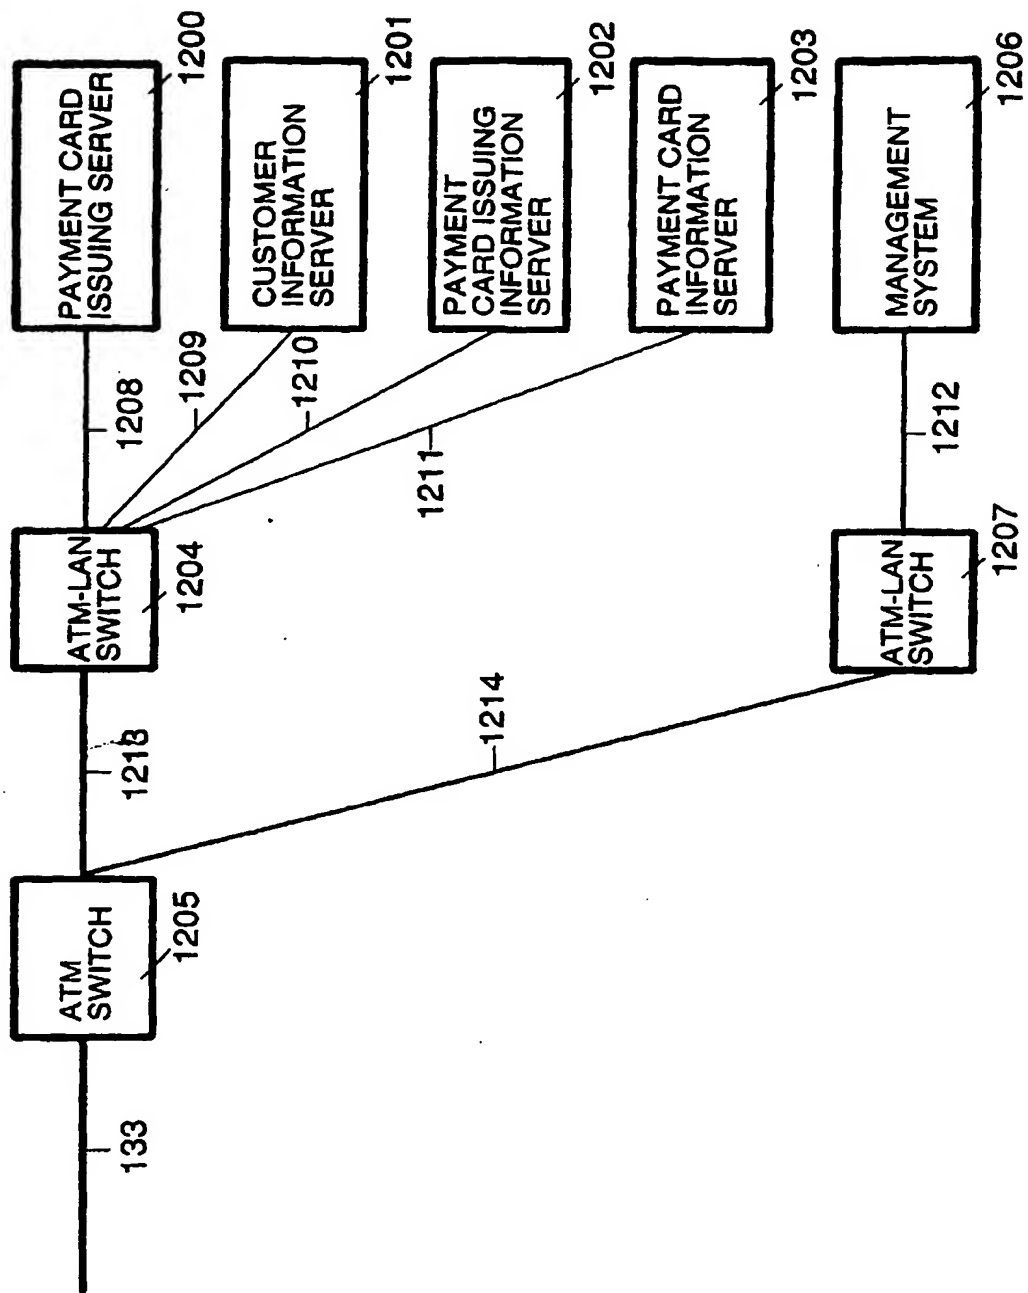 PAYMENT CARD
ISSUING SERVER
1200
CUSTOMER
INFORMATION
SERVER
1201
PAYMENT
CARD ISSUING
INFORMATION
SERVER
1202
PAYMENT CARD
INFORMATION
SERVER
1203
MANAGEMENT
SYSTEM
1206
1208
1209
1210
1211
1212
ATM-LAN
SWITCH
1204
ATM-LAN
SWITCH
1207
1213
1214
ATM
SWITCH
1205
133